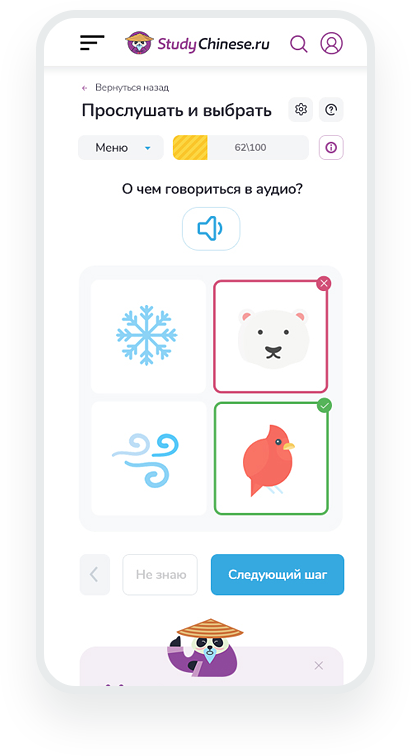 StudyChinese.ru
← Вернуться назад
Прослушать и выбрать
Меню
62\100
О чем говориться в аудио?
Не знаю
Следующий шаг